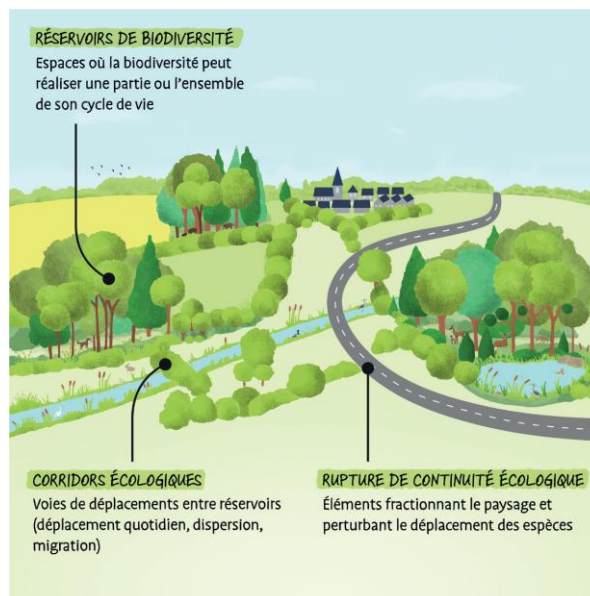 RÉSERVOIRS DE BIODIVERSITÉ
Espaces où la biodiversité peut
réaliser une partie ou l'ensemble
de son cycle de vie
CORRIDORS ÉCOLOGIQUES
Voies de déplacements entre réservoirs
(déplacement quotidien, dispersion,
migration)
RUPTURE DE CONTINUITÉ ÉCOLOGIQUE
Éléments fractionnant le paysage et
perturbant le déplacement des espèces